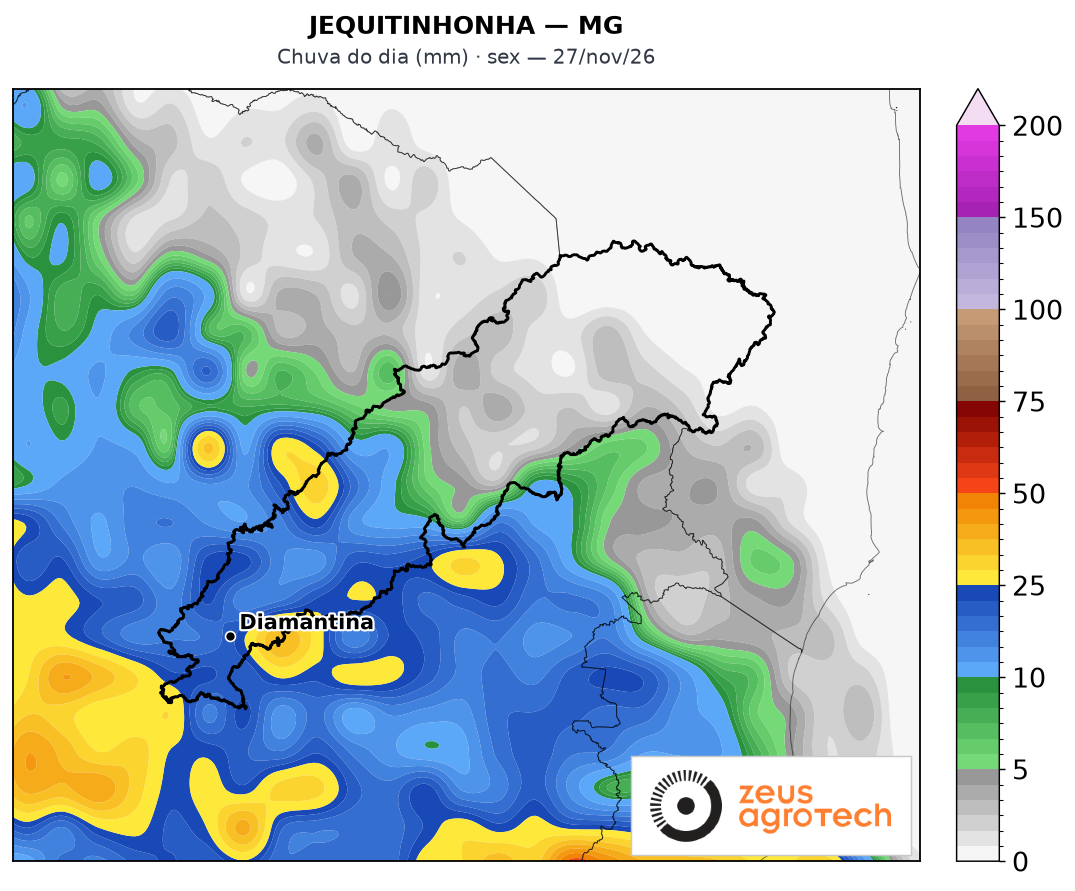 JEQUITINHONHA — MG
Chuva do dia (mm) · sex — 27/nov/26
200
150
100
75
50
25
10
5
0
Diamantina
zeus
agrotech